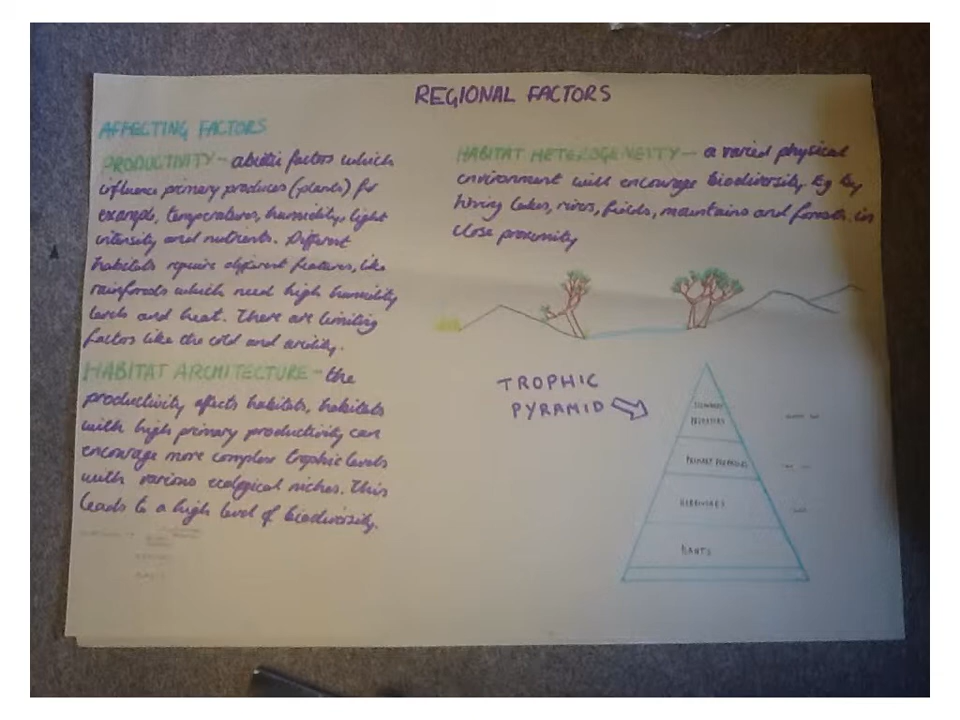 REGIONAL FACTORS
AFFECTING FACTORS
PRODUCTIVITY - abiotic factors which
influence primary produces (plants) for
example, temperatures, humidity, light
intensity and nutrients. Different
habitats require different features, like
rainforests which need high humidity
levels and heat. There are limiting
factors like the cold and aridity.
HABITAT ARCHITECTURE - the
productivity affects habitats, habitats
with high primary productivity can
encourage more complex trophic levels
with various ecological niches. This
leads to a high level of biodiversity.
HABITAT HETEROGENEITY - a varied physical
environment will encourage biodiversity. Eg by
having lakes, rivers, fields, mountains and forests in
close proximity
TROPHIC
PYRAMID
SECONDARY
PREDATORS
PRIMARY PREDATORS
HERBIVORES
PLANTS